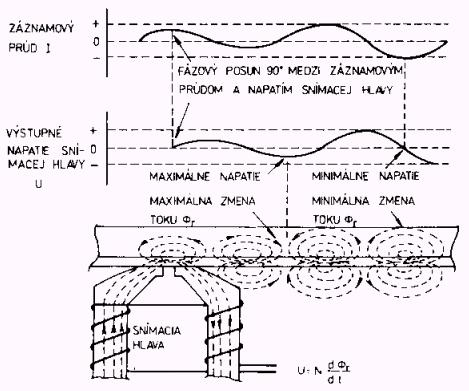 ZÁZNAMOVÝ
PRÚD I
+
0
–
FÁZOVÝ POSUN 90° MEDZI ZÁZNAMOVÝM
PRÚDOM A NAPATÍM SNÍMACEJ HLAVY
VÝSTUPNÉ
NAPATIE SNÍ-
MACEJ HLAVY
U
+
0
–
MAXIMÁLNE NAPATIE
MAXIMÁLNA ZMENA
TOKU Φr
MINIMÁLNE NAPATIE
MINIMÁLNA ZMENA
TOKU Φr
SNÍMACIA
HLAVA
U=N dΦr/dt